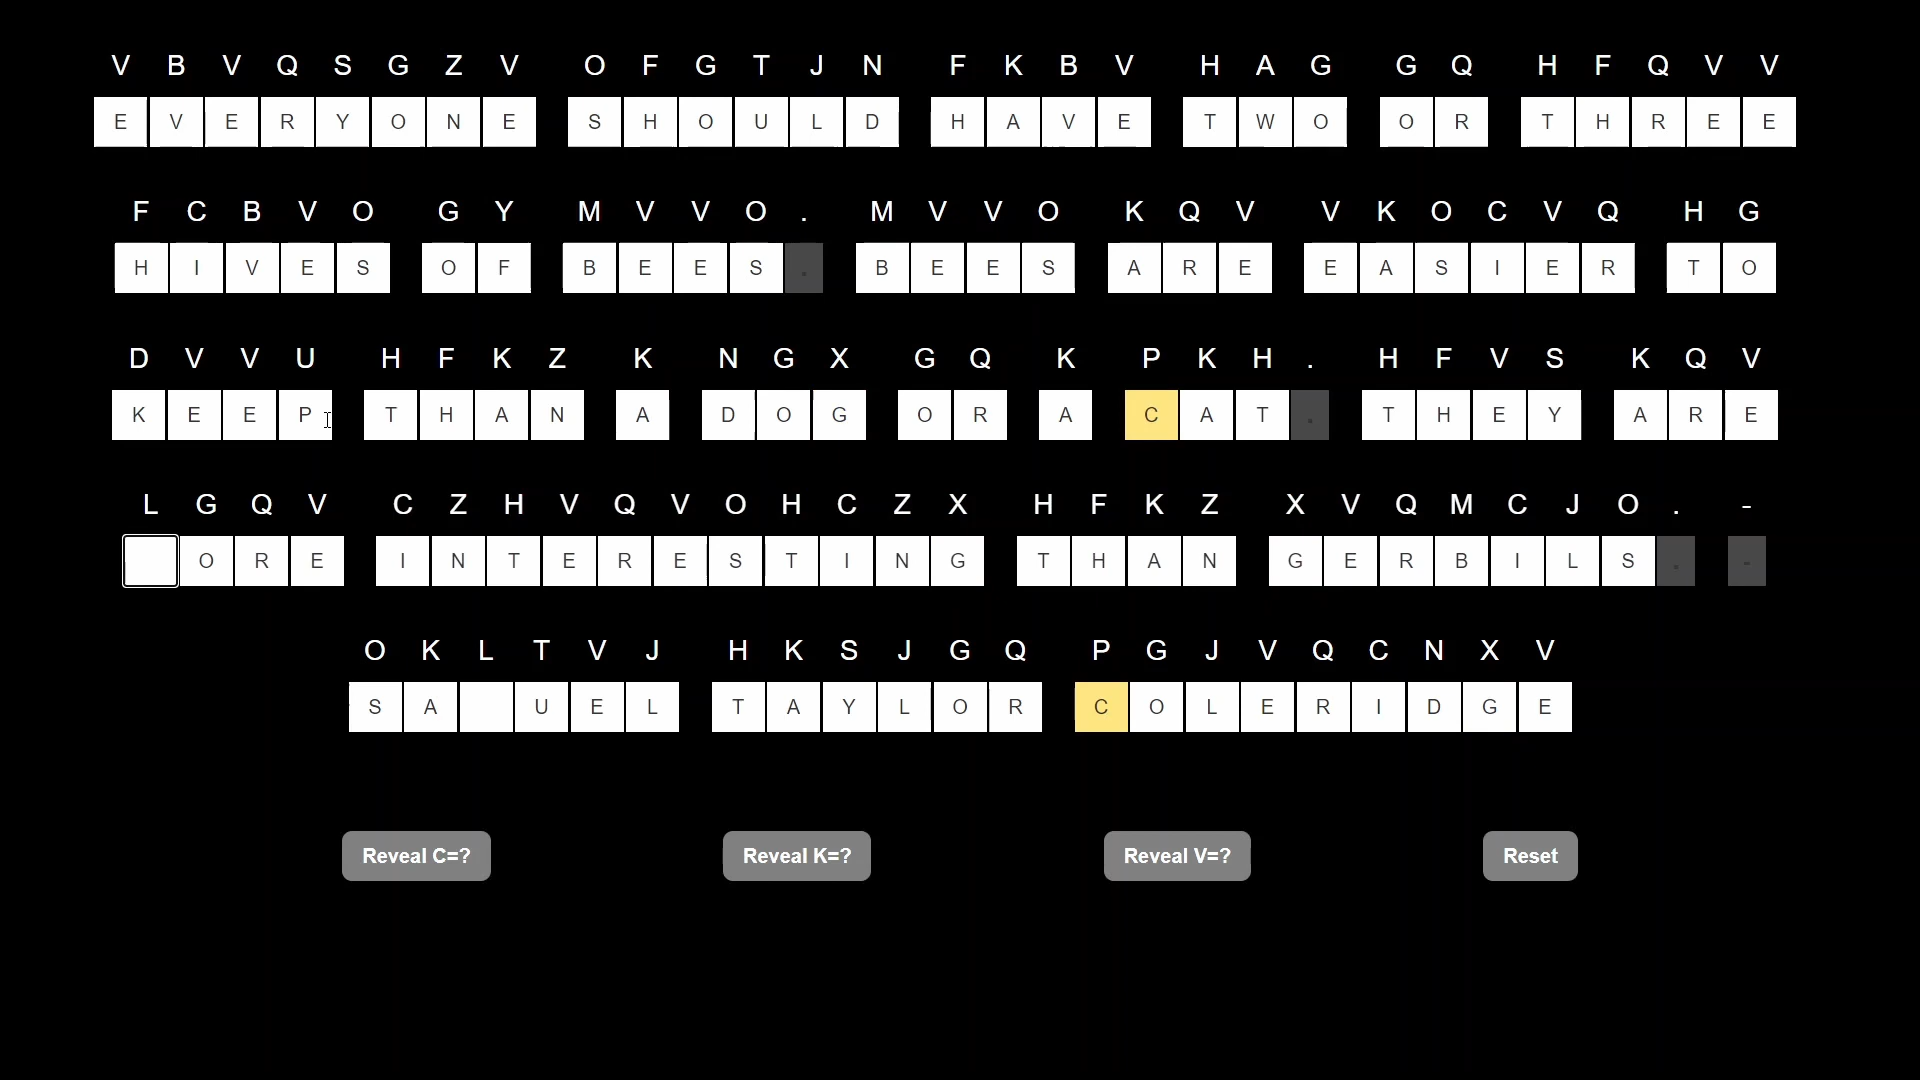 V B V Q S G Z V O F G T J N F K B V H A G G Q H F Q V V
E V E R Y O N E S H O U L D H A V E T W O O R T H R E E
F C B V O G Y M V V O . M V V O K Q V V K O C V Q H G
H I V E S O F B E E S . B E E S A R E E A S I E R T O
D V V U H F K Z K N G X G Q K P K H . H F V S K Q V
K E E P T H A N A D O G O R A C A T . T H E Y A R E
L G Q V C Z H V Q V O H C Z X H F K Z X V Q M C J O . -
O R E I N T E R E S T I N G T H A N G E R B I L S . -
O K L T V J H K S J G Q P G J V Q C N X V
S A U E L T A Y L O R C O L E R I D G E
Reveal C=? Reveal K=? Reveal V=? Reset